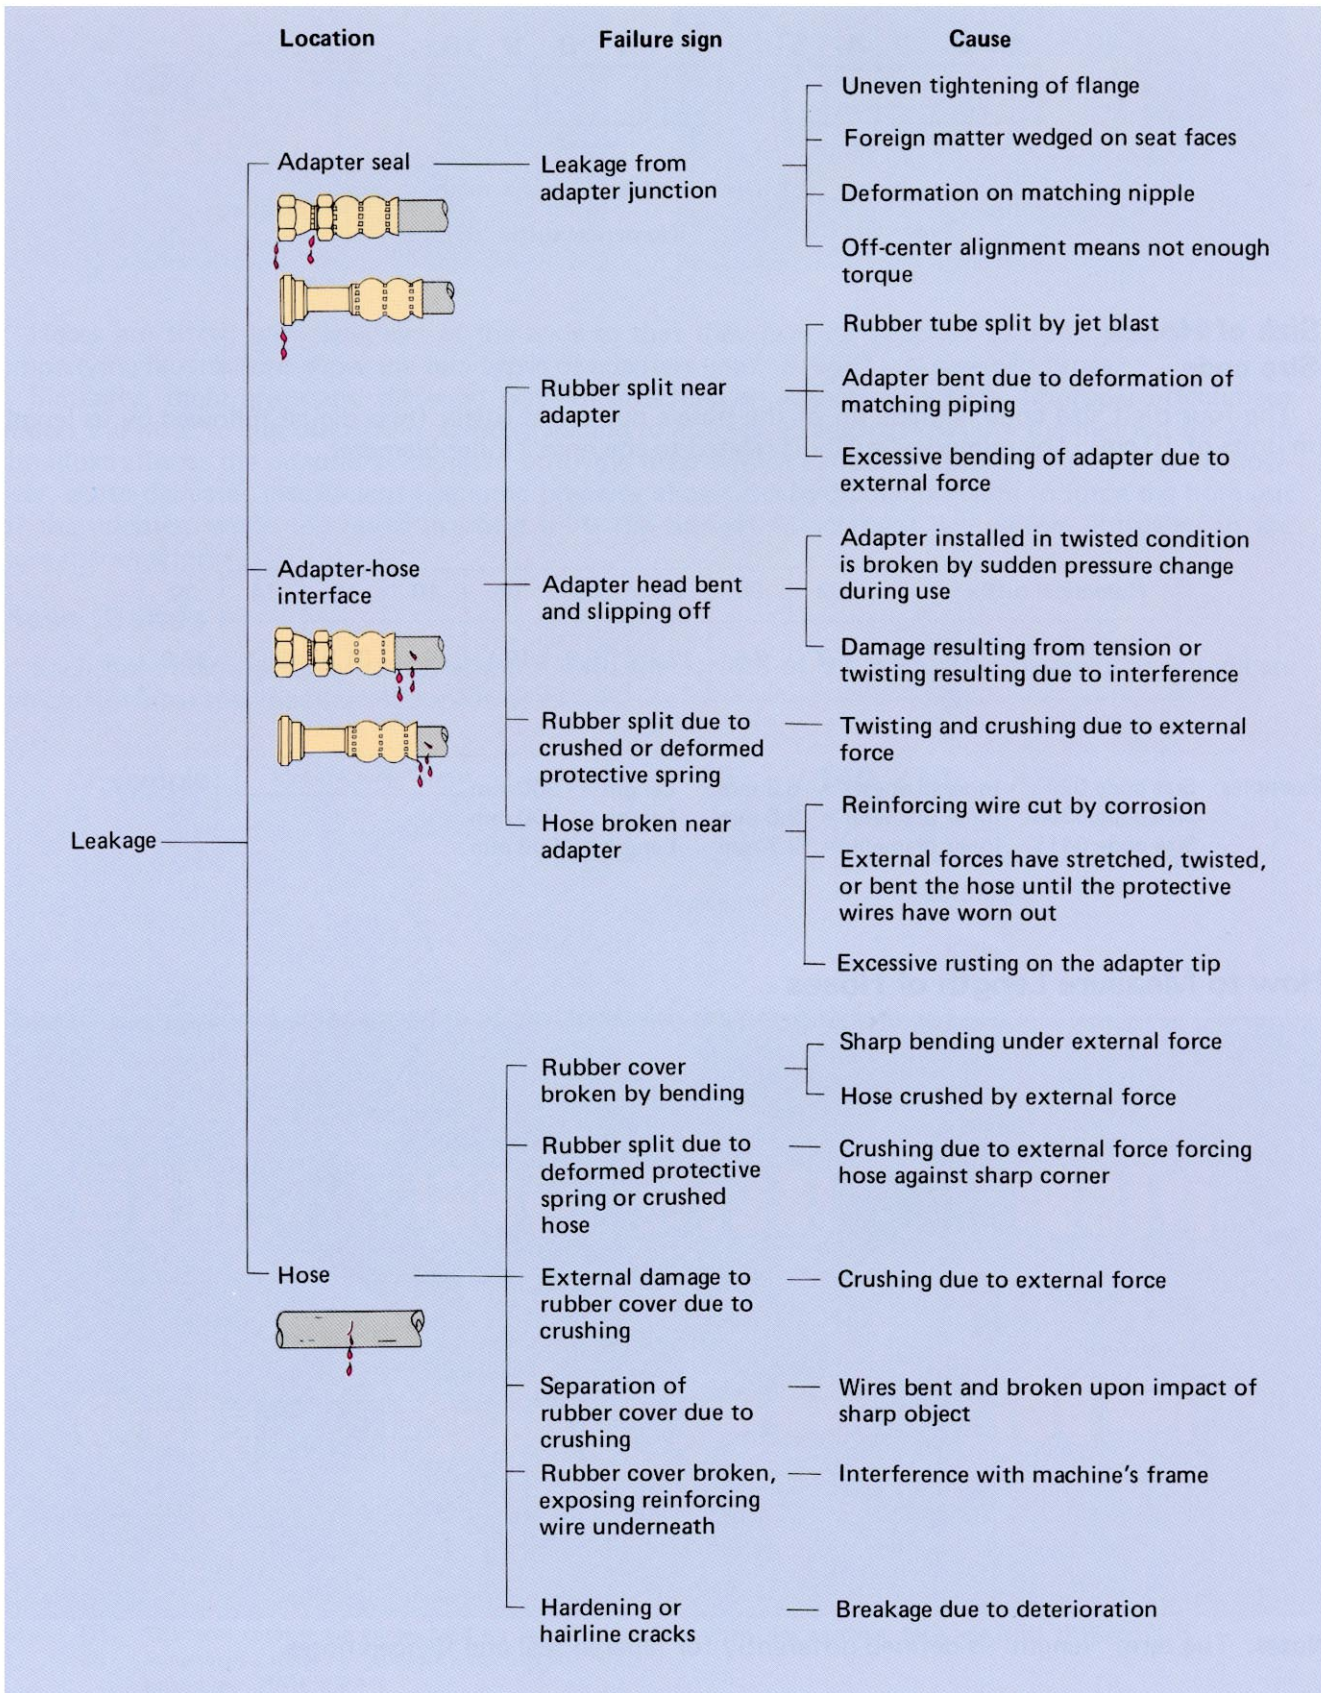 Location
Failure sign
Cause
Leakage
Adapter seal
Leakage from
adapter junction
Uneven tightening of flange
Foreign matter wedged on seat faces
Deformation on matching nipple
Off-center alignment means not enough
torque
Adapter-hose
interface
Rubber split near
adapter
Rubber tube split by jet blast
Adapter bent due to deformation of
matching piping
Excessive bending of adapter due to
external force
Adapter head bent
and slipping off
Adapter installed in twisted condition
is broken by sudden pressure change
during use
Damage resulting from tension or
twisting resulting due to interference
Rubber split due to
crushed or deformed
protective spring
Twisting and crushing due to external
force
Hose broken near
adapter
Reinforcing wire cut by corrosion
External forces have stretched, twisted,
or bent the hose until the protective
wires have worn out
Excessive rusting on the adapter tip
Hose
Rubber cover
broken by bending
Sharp bending under external force
Hose crushed by external force
Rubber split due to
deformed protective
spring or crushed
hose
Crushing due to external force forcing
hose against sharp corner
External damage to
rubber cover due to
crushing
Crushing due to external force
Separation of
rubber cover due to
crushing
Wires bent and broken upon impact of
sharp object
Rubber cover broken,
exposing reinforcing
wire underneath
Interference with machine's frame
Hardening or
hairline cracks
Breakage due to deterioration